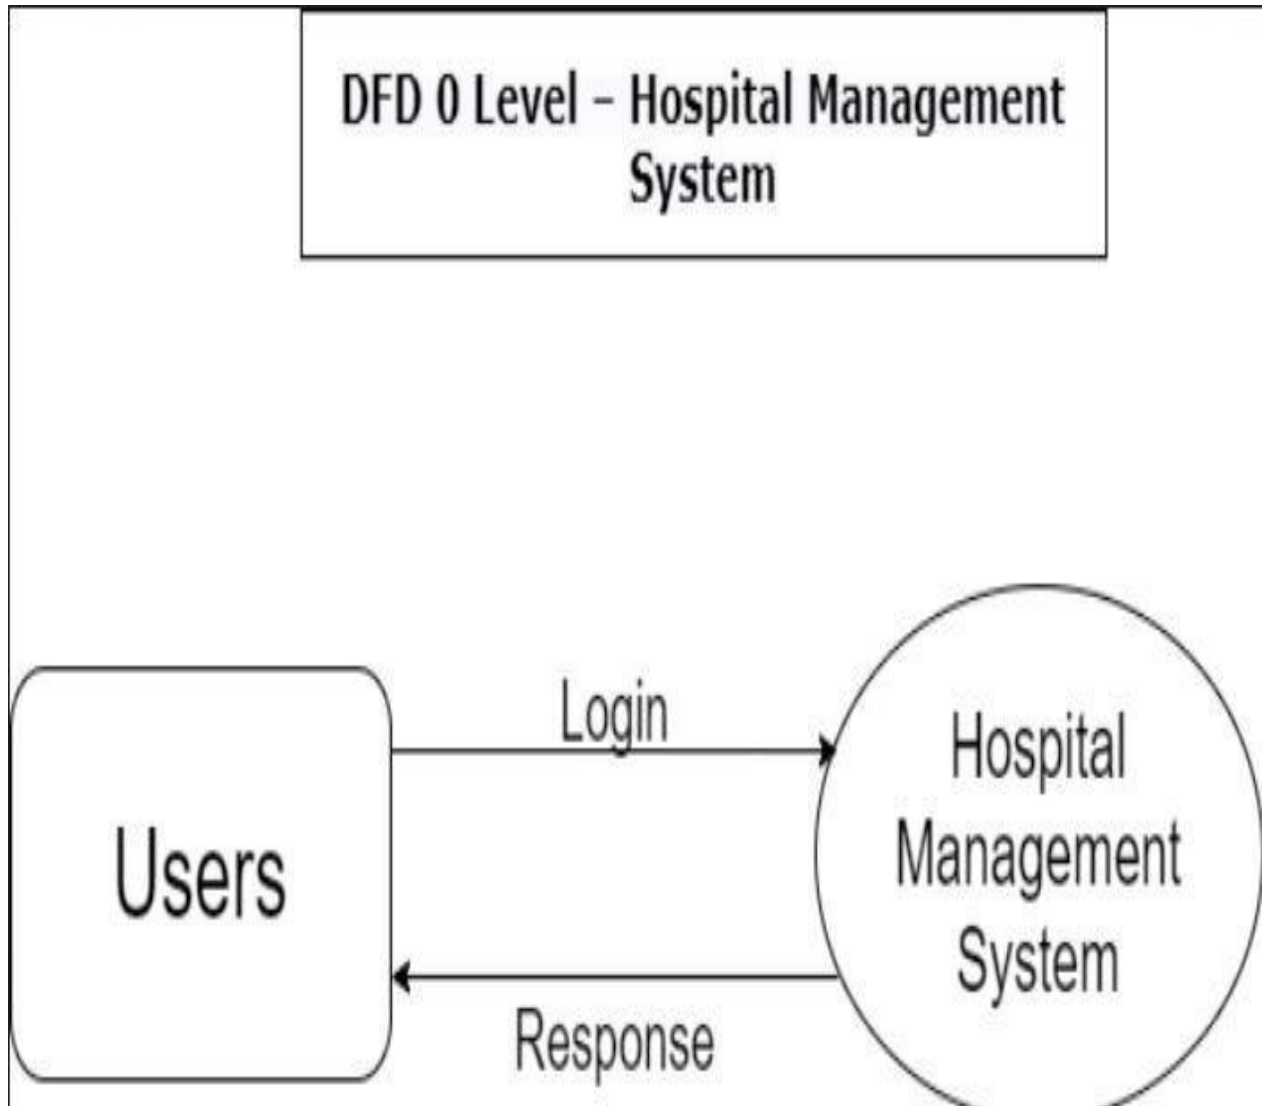 DFD 0 Level – Hospital Management
System
Login
Hospital
Management
System
Users
Response